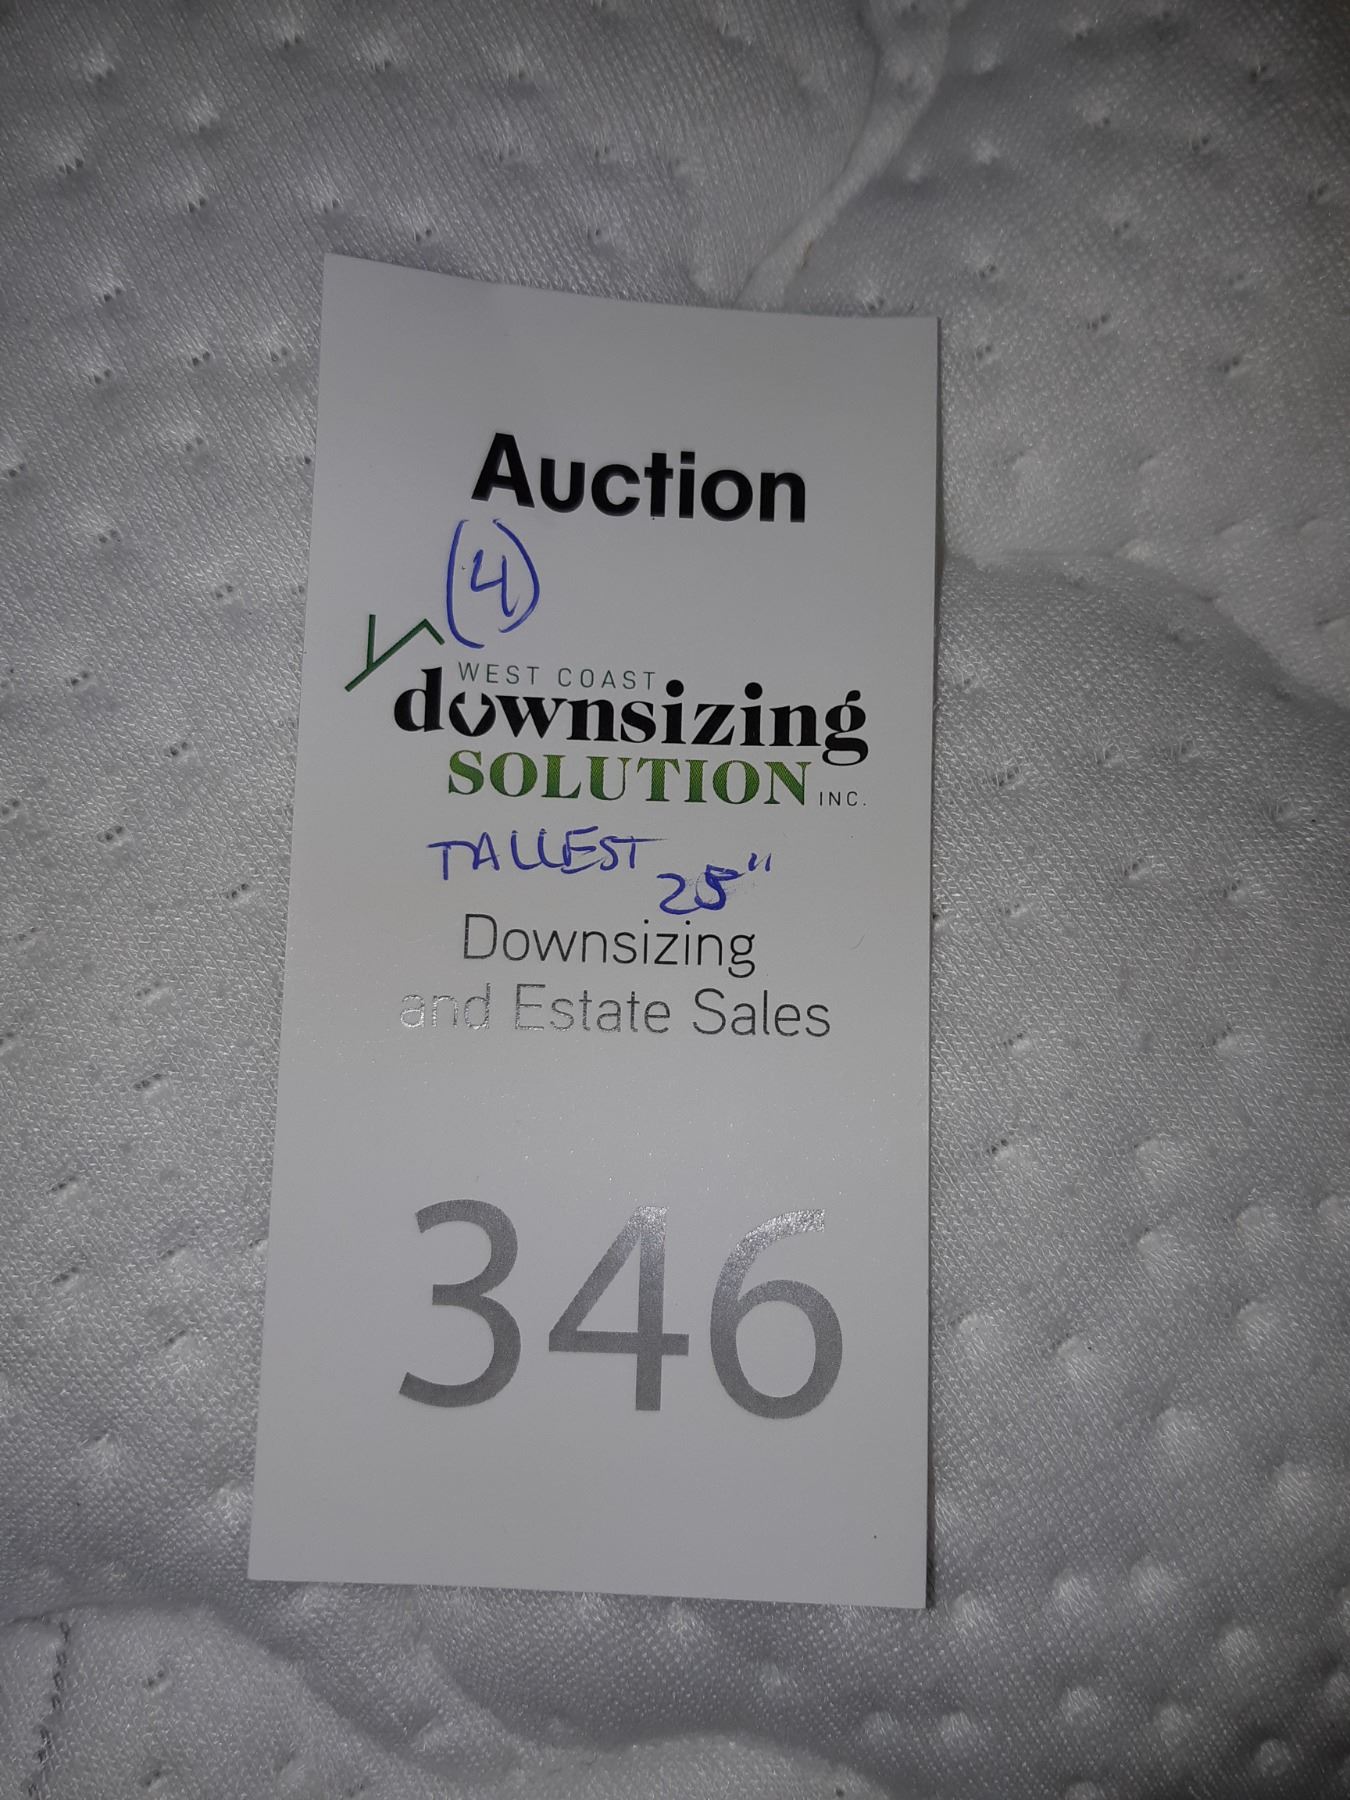 Auction
(4)
WEST COAST
downsizing
SOLUTION INC.
TALLEST 25"
Downsizing
and Estate Sales
346